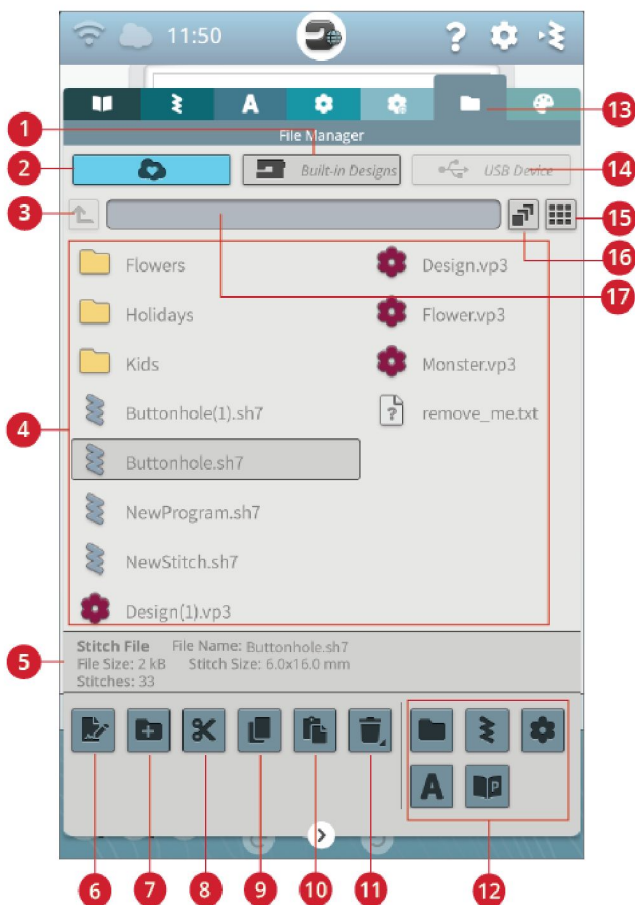 11:50
?
A
13
1
File Manager
2
Built-in Designs
USB Device
14
3
15
16
17
Flowers
Design.vp3
Holidays
Flower.vp3
Kids
Monster.vp3
4
Buttonhole(1).sh7
?
remove_me.txt
Buttonhole.sh7
NewProgram.sh7
NewStitch.sh7
Design(1).vp3
5
Stitch File File Name: Buttonhole.sh7
File Size: 2 kB Stitch Size: 6.0x16.0 mm
Stitches: 33
A P
6 7 8 9 10 11 12